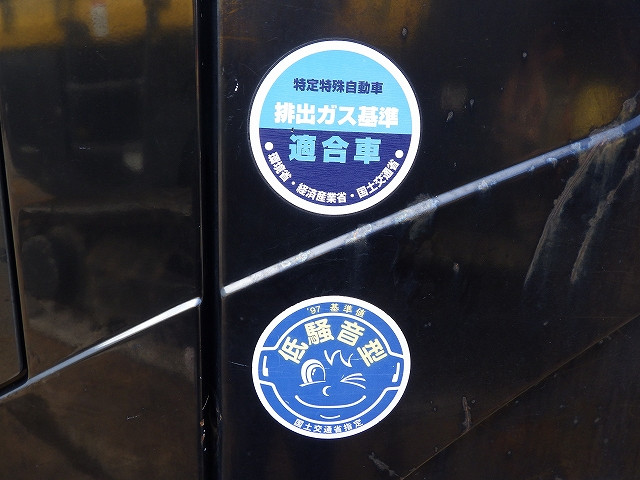 特定特殊自動車
排出ガス基準
適合車
●環境省・経済産業省・国土交通省●
'97 基準値
低騒音型
国土交通省指定